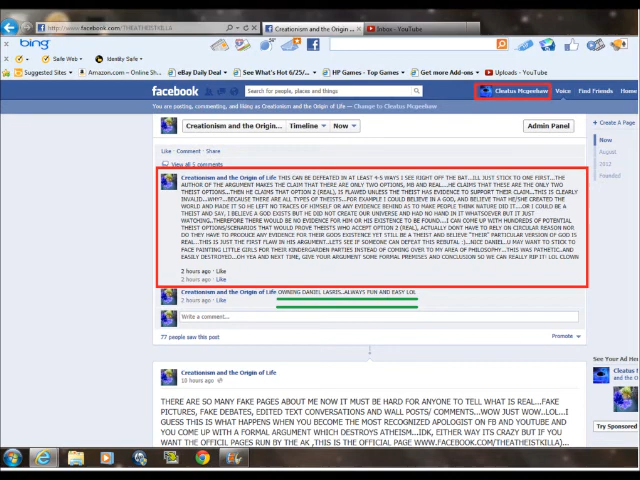 http://www.facebook.com/THEATHEISTKILLA
Creationism and the Origin ...
Inbox - YouTube
bing
Safe Web
Identity Safe
Suggested Sites
Amazon.com – Online Sh...
eBay Daily Deal
See What's Hot 6/25/...
HP Games - Top Games
Get more Add-ons
Uploads - YouTube
facebook
Search for people, places and things
Cleatus Mcgeehaw
Voice
Find Friends
Home
You are posting, commenting, and liking as Creationism and the Origin of Life — Change to Cleatus Mcgeehaw
Creationism and the Origin...
Timeline
Now
Admin Panel
Create A Page
Now
August
2012
Founded
Like · Comment · Share
View all 5 comments
Creationism and the Origin of Life THIS CAN BE DEFEATED IN AT LEAST 4-5 WAYS I SEE RIGHT OFF THE BAT...ILL JUST STICK TO ONE FIRST...THE
AUTHOR OF THE ARGUMENT MAKES THE CLAIM THAT THERE ARE ONLY TWO OPTIONS, MB AND REAL...HE CLAIMS THAT THESE ARE THE ONLY TWO
THEIST OPTIONS...THEN HE CLAIMS THAT OPTION 2 (REAL), IS FLAWED UNLESS THE THEIST HAS EVIDENCE TO SUPPORT THEIR CLAIM...THIS IS CLEARLY
INVALID...WHY?...BECAUSE THERE ARE ALL TYPES OF THEISTS...FOR EXAMPLE I COULD BELIEVE IN A GOD, AND BELIEVE THAT HE/SHE CREATED THE
WORLD AND MADE IT SO HE LEFT NO TRACES OF HIMSELF OR ANY EVIDENCE BEHIND AS TO MAKE PEOPLE THINK NATURE DID IT...OR I COULD BE A
THEIST AND SAY, I BELIEVE A GOD EXISTS BUT HE DID NOT CREATE OUR UNIVERSE AND HAD NO HAND IN IT WHATSOEVER BUT IT JUST
WATCHING...THEREFORE THERE WOULD BE NO EVIDENCE FOR HIM OR HIS EXISTENCE TO BE FOUND...I CAN COME UP WITH HUNDREDS OF POTENTIAL
THEIST OPTIONS/SCENARIOS THAT WOULD PROVE THEISTS WHO ACCEPT OPTION 2 (REAL), ACTUALLY DONT HAVE TO RELY ON CIRCULAR REASON NOR
DO THEY HAVE TO PRODUCE ANY EVIDENCE FOR THEIR GODS EXISTENCE YET STILL BE A THEIST AND BELIEVE "THEIR" PARTICULAR VERSION OF GOD IS
REAL...THIS IS JUST THE FIRST FLAW IN HIS ARGUMENT...LETS SEE IF SOMEONE CAN DEFEAT THIS REBUTTAL :)...NICE DANIEL..U MAY WANT TO STICK TO
FACE PAINTING LITTLE GIRLS FOR THEIR KINDERGARDEN PARTIES INSTEAD OF COMING OVER TO MY AREA OF PHILOSOPHY...THIS WAS PATHETIC, AND
EASILY DESTROYED...OH YEA AND NEXT TIME, GIVE YOUR ARGUMENT SOME FORMAL PREMISES AND CONCLUSION SO WE CAN REALLY RIP IT! LOL CLOWN
2 hours ago · Like
2 hours ago · Like
Creationism and the Origin of Life OWNING DANIEL LASRIS...ALWAYS FUN AND EASY LOL
2 hours ago · Like
Write a comment...
77 people saw this post
Promote
See Your Ad Here
Cleatus
Find us
Like
Try Sponsored
Creationism and the Origin of Life
10 hours ago
THERE ARE SO MANY FAKE PAGES ABOUT ME NOW IT MUST BE HARD FOR ANYONE TO TELL WHAT IS REAL...FAKE
PICTURES, FAKE DEBATES, EDITED TEXT CONVERSATIONS AND WALL POSTS/ COMMENTS...WOW JUST WOW..LOL...I
GUESS THIS IS WHAT HAPPENS WHEN YOU BECOME THE MOST RECOGNIZED APOLOGIST ON FB AND YOUTUBE AND
YOU COME UP WITH A FORMAL ARGUMENT WHICH DESTROYS ATHEISM...IDK, EITHER WAY ITS CRAZY BUT IF YOU
WANT THE OFFICIL PAGES RUN BY THE AK ,THIS IS THE OFFICIAL PAGE WWW.FACEBOOK.COM/THEATHEISTKILLA)...